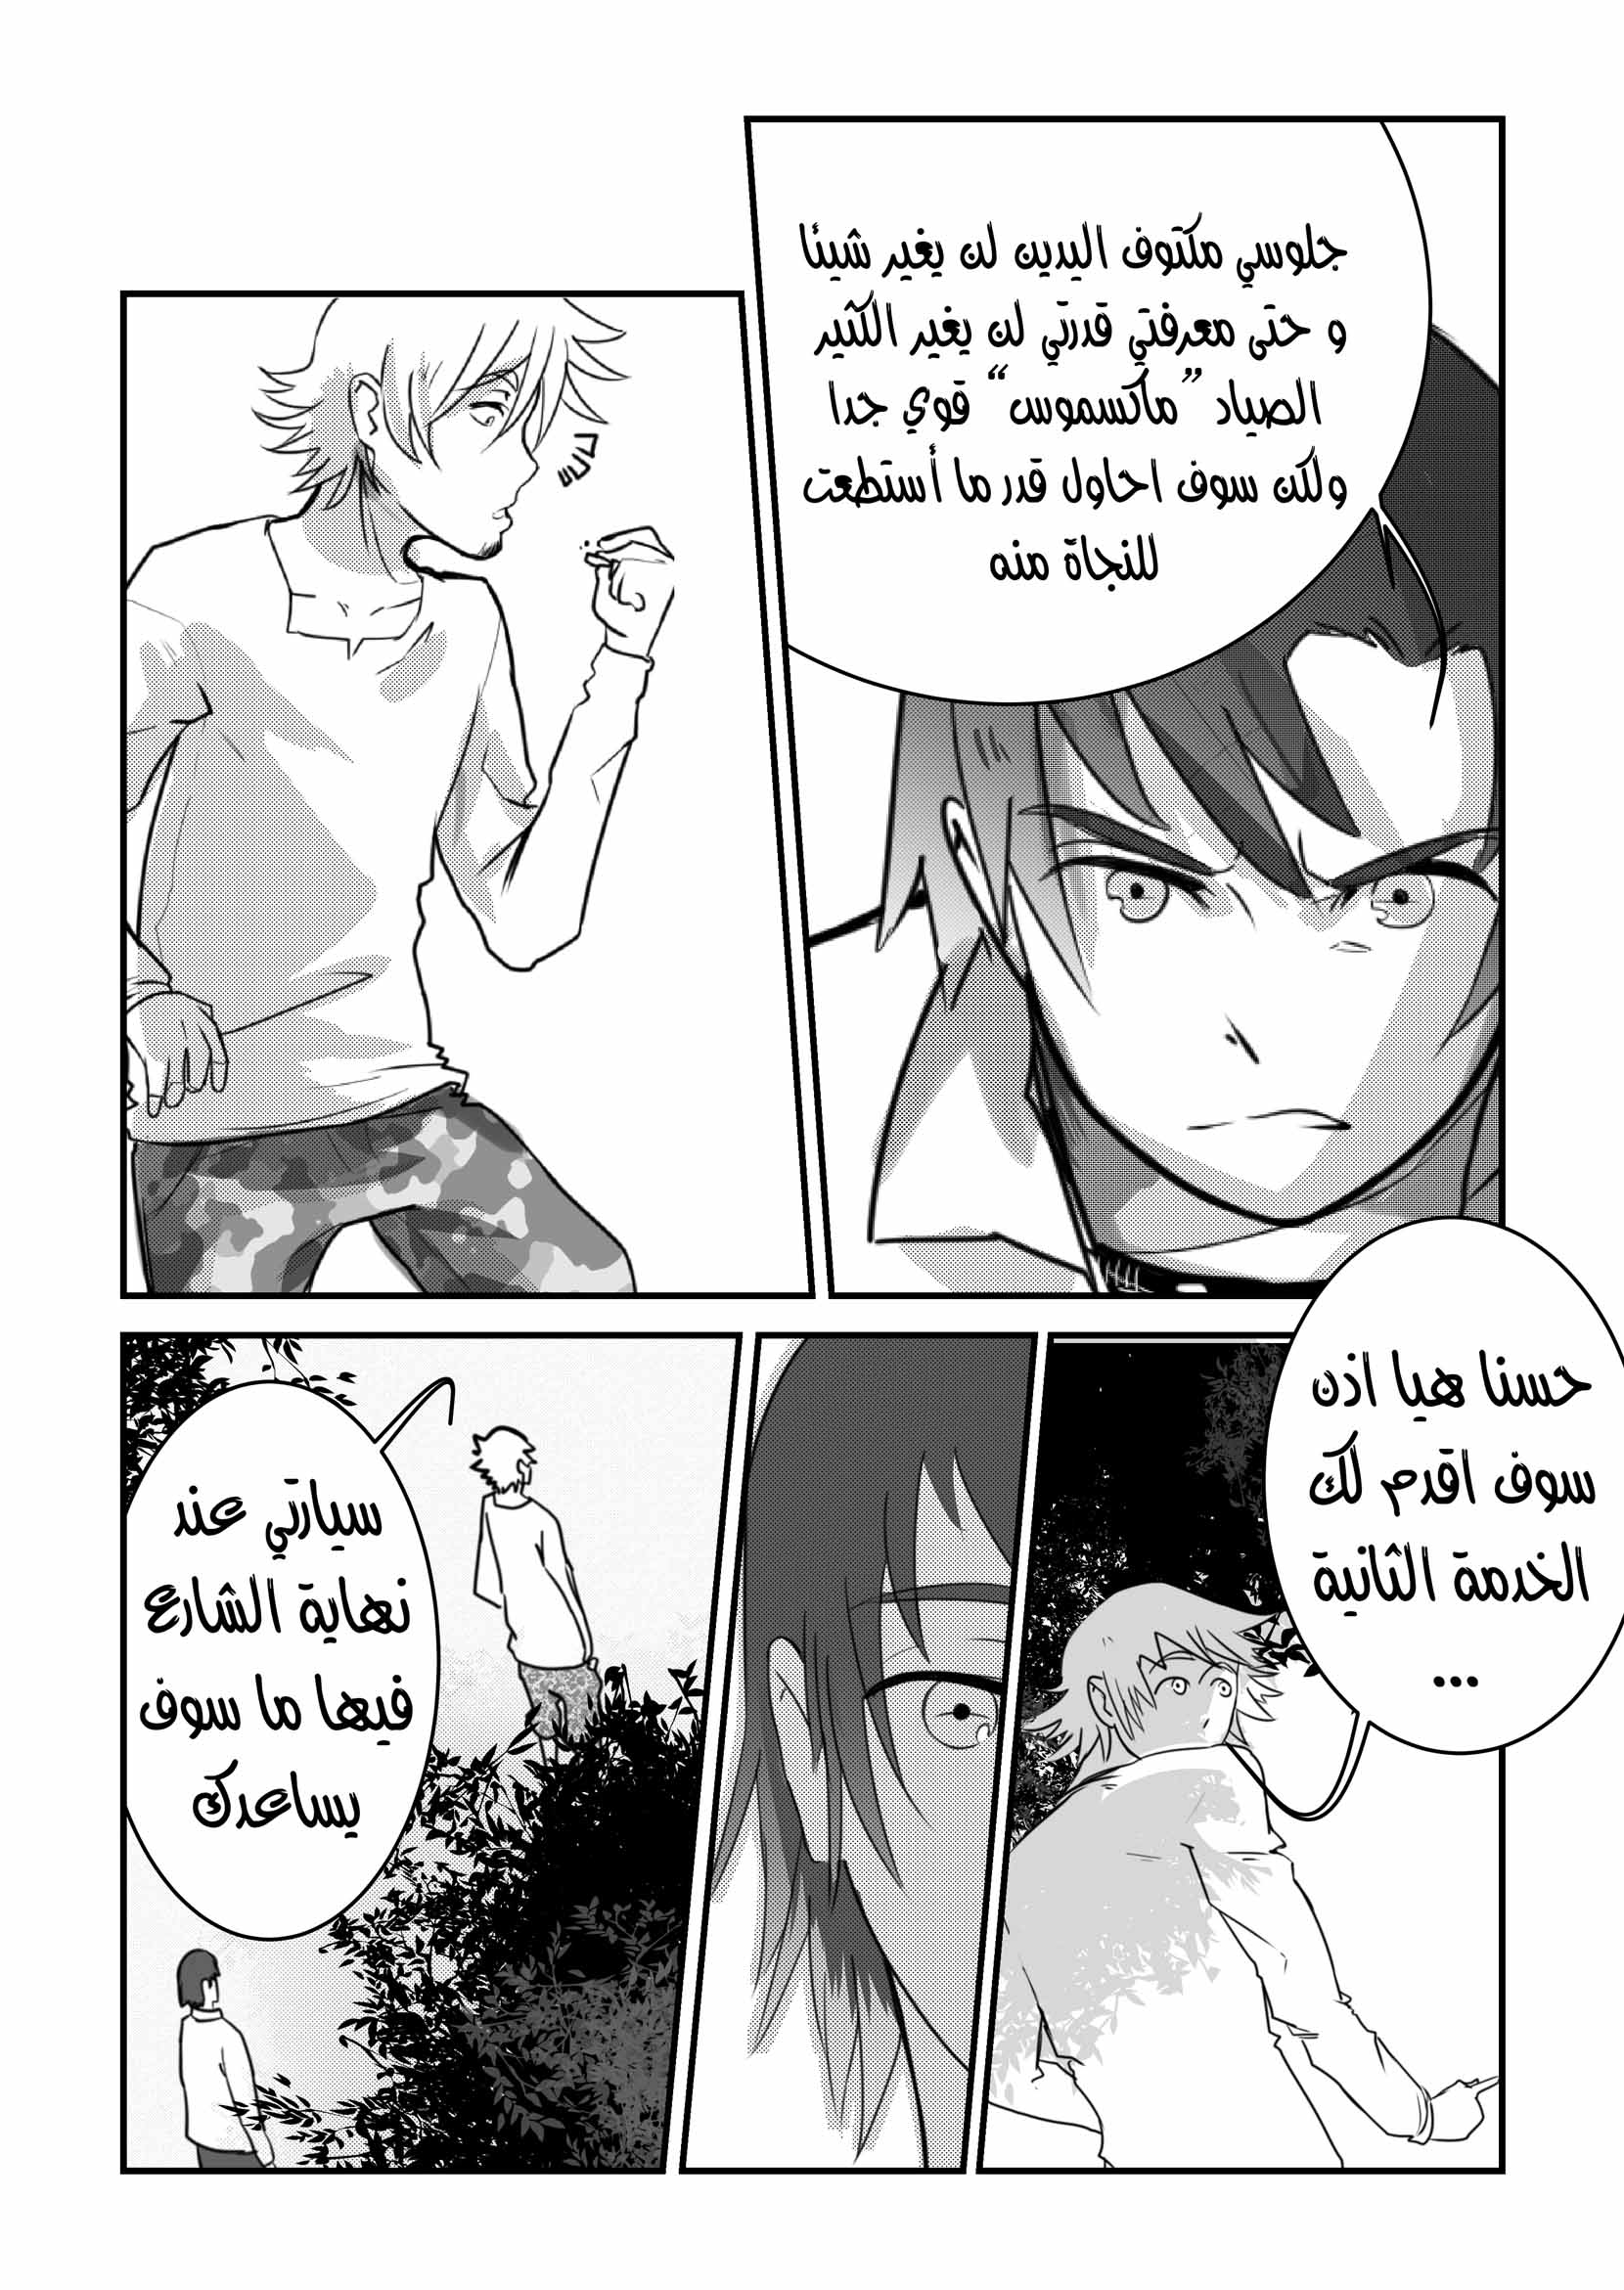 جلوسي مكتوف اليدين لن يغير شيئا
و حتى معرفتي قدرتي لن يغير الكثير
الصياد ”ماكسموس“ قوي جدا
ولكن سوف احاول قدر ما أستطعت
للنجاة منه
حسنا هيا اذن
سوف اقدم لك
الخدمة الثانية
...
سيارتي عند
نهاية الشارع
فيها ما سوف
يساعدك